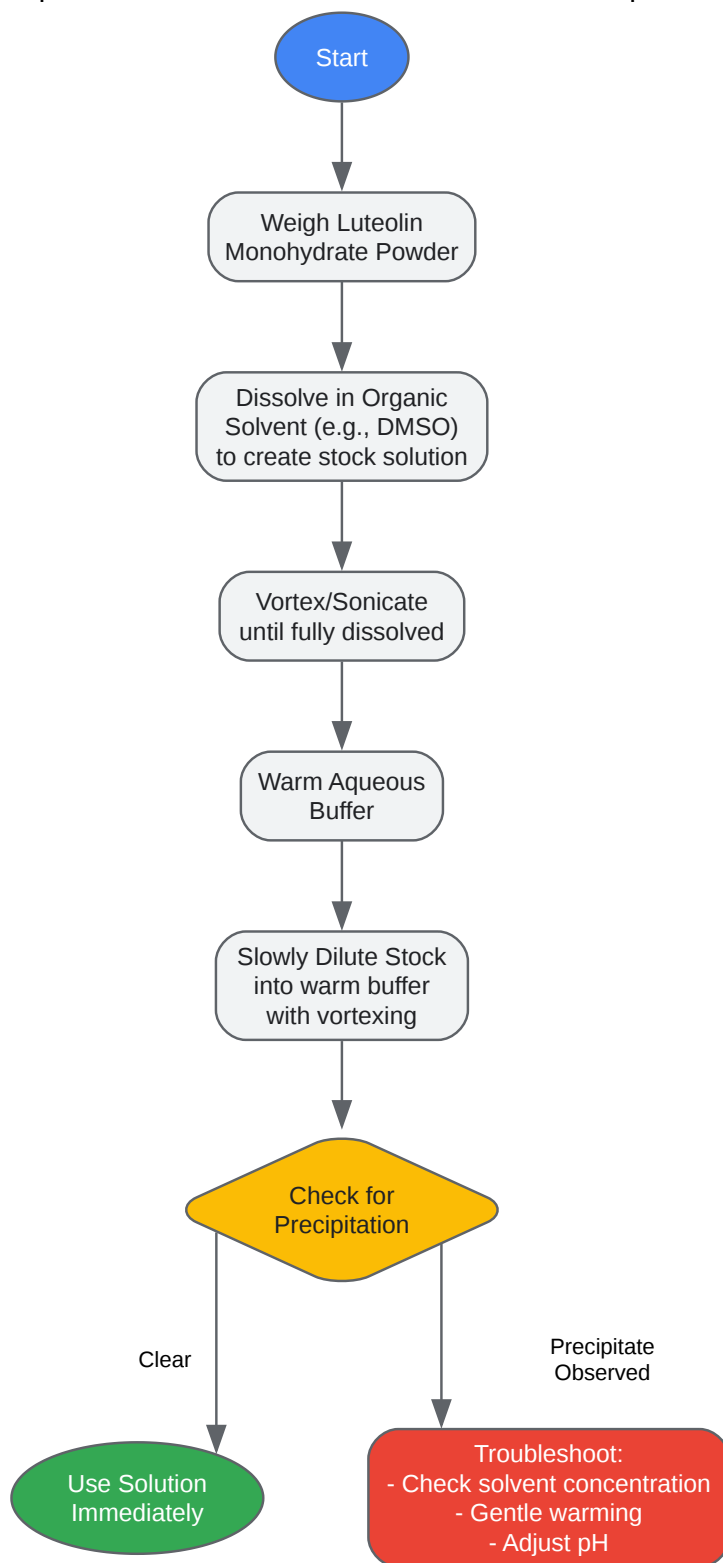 Start
Weigh Luteolin
Monohydrate Powder
Dissolve in Organic
Solvent (e.g., DMSO)
to create stock solution
Vortex/Sonicate
until fully dissolved
Warm Aqueous
Buffer
Slowly Dilute Stock
into warm buffer
with vortexing
Check for
Precipitation
Clear
Precipitate
Observed
Use Solution
Immediately
Troubleshoot:
- Check solvent concentration
- Gentle warming
- Adjust pH